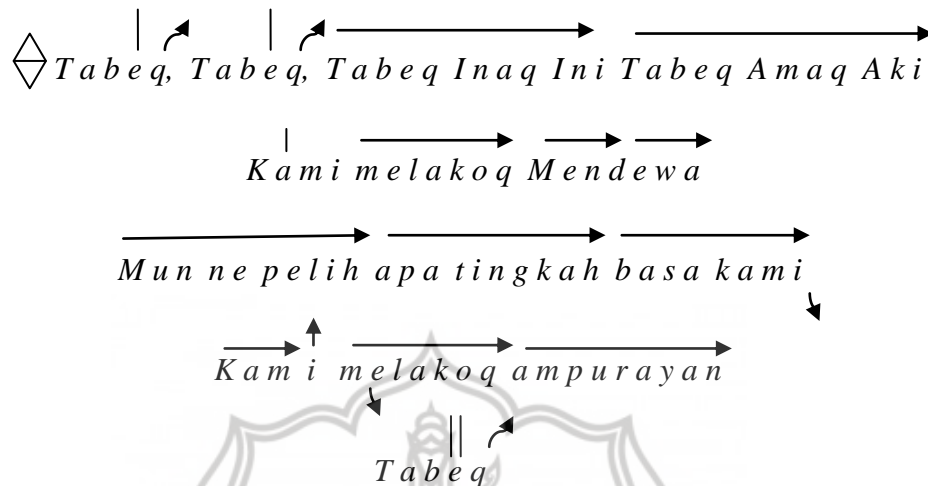 Tabeq, Tabeq, Tabeq Inaq Ini Tabeq Amaq Aki
Kami melakoq Mendewa
Mun ne pelih apa tingkah basa kami
Kami melakoq ampurayan
Tabeq